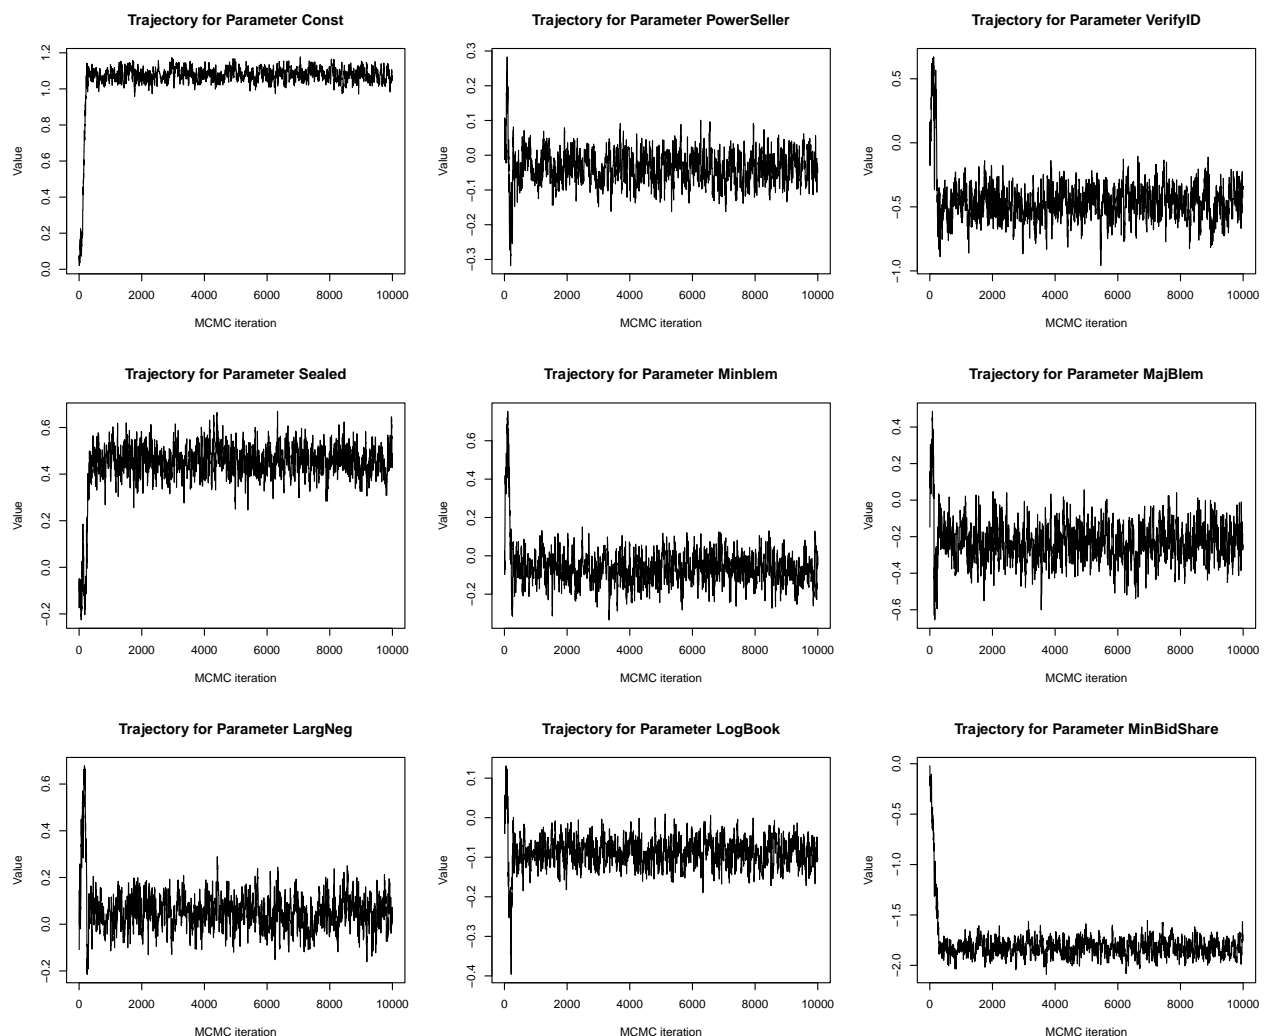 Trajectory for Parameter Const
Value
0.0 0.2 0.4 0.6 0.8 1.0 1.2
0 2000 4000 6000 8000 10000
MCMC iteration
Trajectory for Parameter PowerSeller
Value
−0.3 −0.2 −0.1 0.0 0.1 0.2 0.3
0 2000 4000 6000 8000 10000
MCMC iteration
Trajectory for Parameter VerifyID
Value
−1.0 −0.5 0.0 0.5
0 2000 4000 6000 8000 10000
MCMC iteration
Trajectory for Parameter Sealed
Value
−0.2 0.0 0.2 0.4 0.6
0 2000 4000 6000 8000 10000
MCMC iteration
Trajectory for Parameter Minblem
Value
−0.2 0.0 0.2 0.4 0.6
0 2000 4000 6000 8000 10000
MCMC iteration
Trajectory for Parameter MajBlem
Value
−0.6 −0.4 −0.2 0.0 0.2 0.4
0 2000 4000 6000 8000 10000
MCMC iteration
Trajectory for Parameter LargNeg
Value
−0.2 0.0 0.2 0.4 0.6
0 2000 4000 6000 8000 10000
MCMC iteration
Trajectory for Parameter LogBook
Value
−0.4 −0.3 −0.2 −0.1 0.0 0.1
0 2000 4000 6000 8000 10000
MCMC iteration
Trajectory for Parameter MinBidShare
Value
−2.0 −1.5 −1.0 −0.5 0.0
0 2000 4000 6000 8000 10000
MCMC iteration